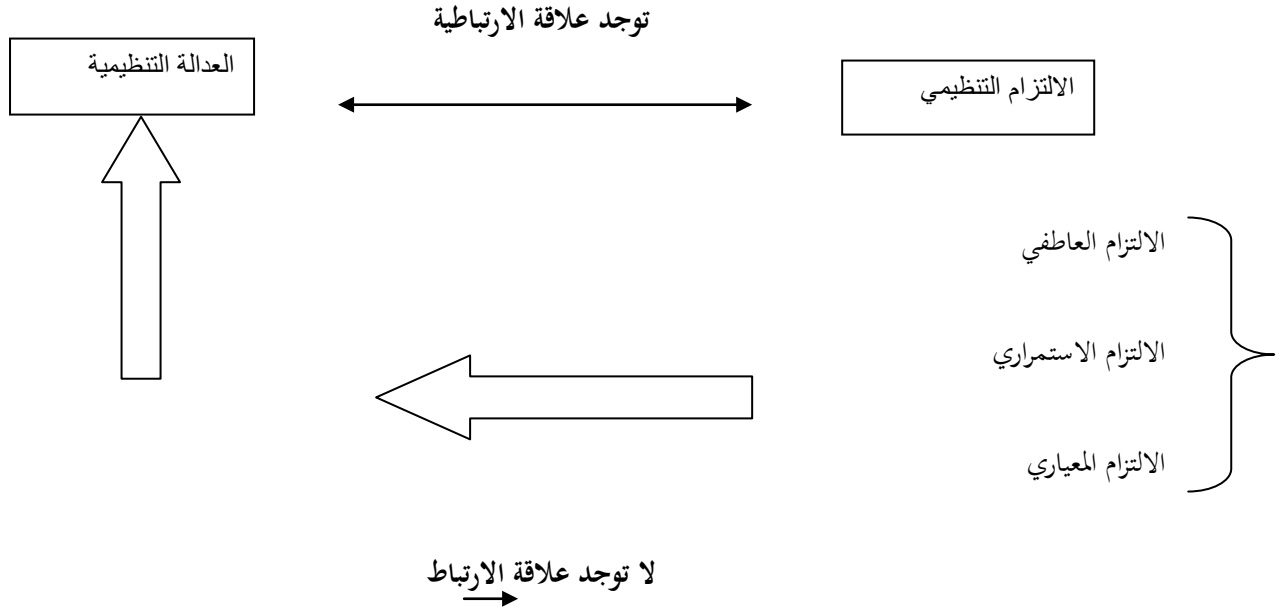 توجد علاقة الارتباطية
الالتزام التنظيمي
العدالة التنظيمية
الالتزام العاطفي
الالتزام الاستمراري
الالتزام المعياري
لا توجد علاقة الارتباط